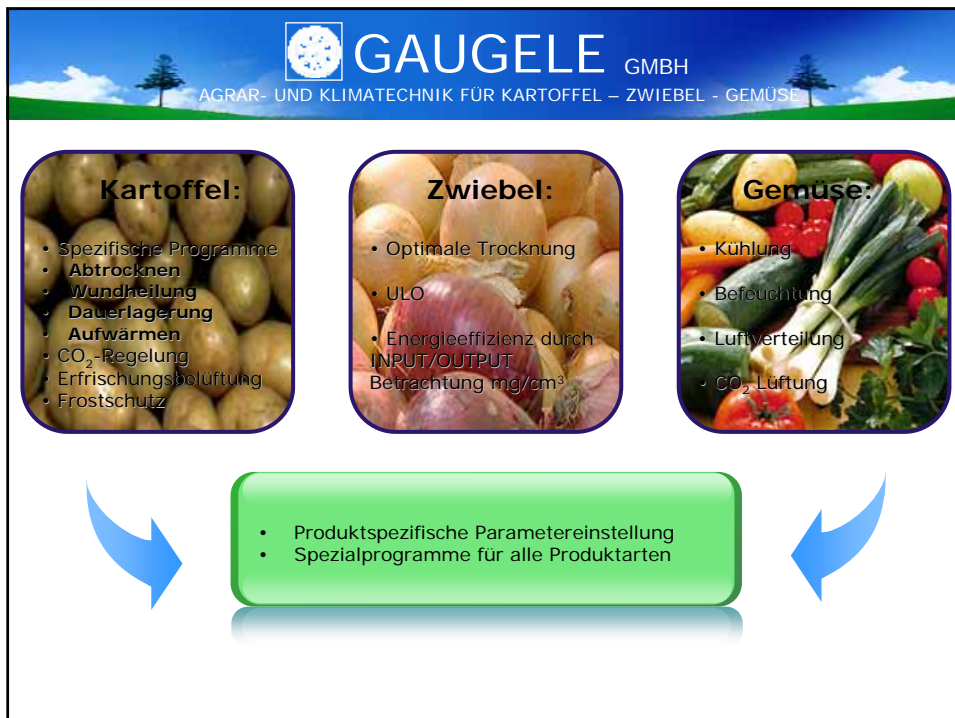 GAUGELE GMBH
AGRAR- UND KLIMATECHNIK FÜR KARTOFFEL – ZWIEBEL - GEMÜSE
Kartoffel:
• Spezifische Programme
• Abtrocknen
• Wundheilung
• Dauerlagerung
• Aufwärmen
• CO₂-Regelung
• Erfrischungsbelüftung
• Frostschutz
Zwiebel:
• Optimale Trocknung
• ULO
• Energieeffizienz durch
INPUT/OUTPUT
Betrachtung mg/cm³
Gemüse:
• Kühlung
• Befeuchtung
• Luftverteilung
• CO₂ Lüftung
• Produktspezifische Parametereinstellung
• Spezialprogramme für alle Produktarten